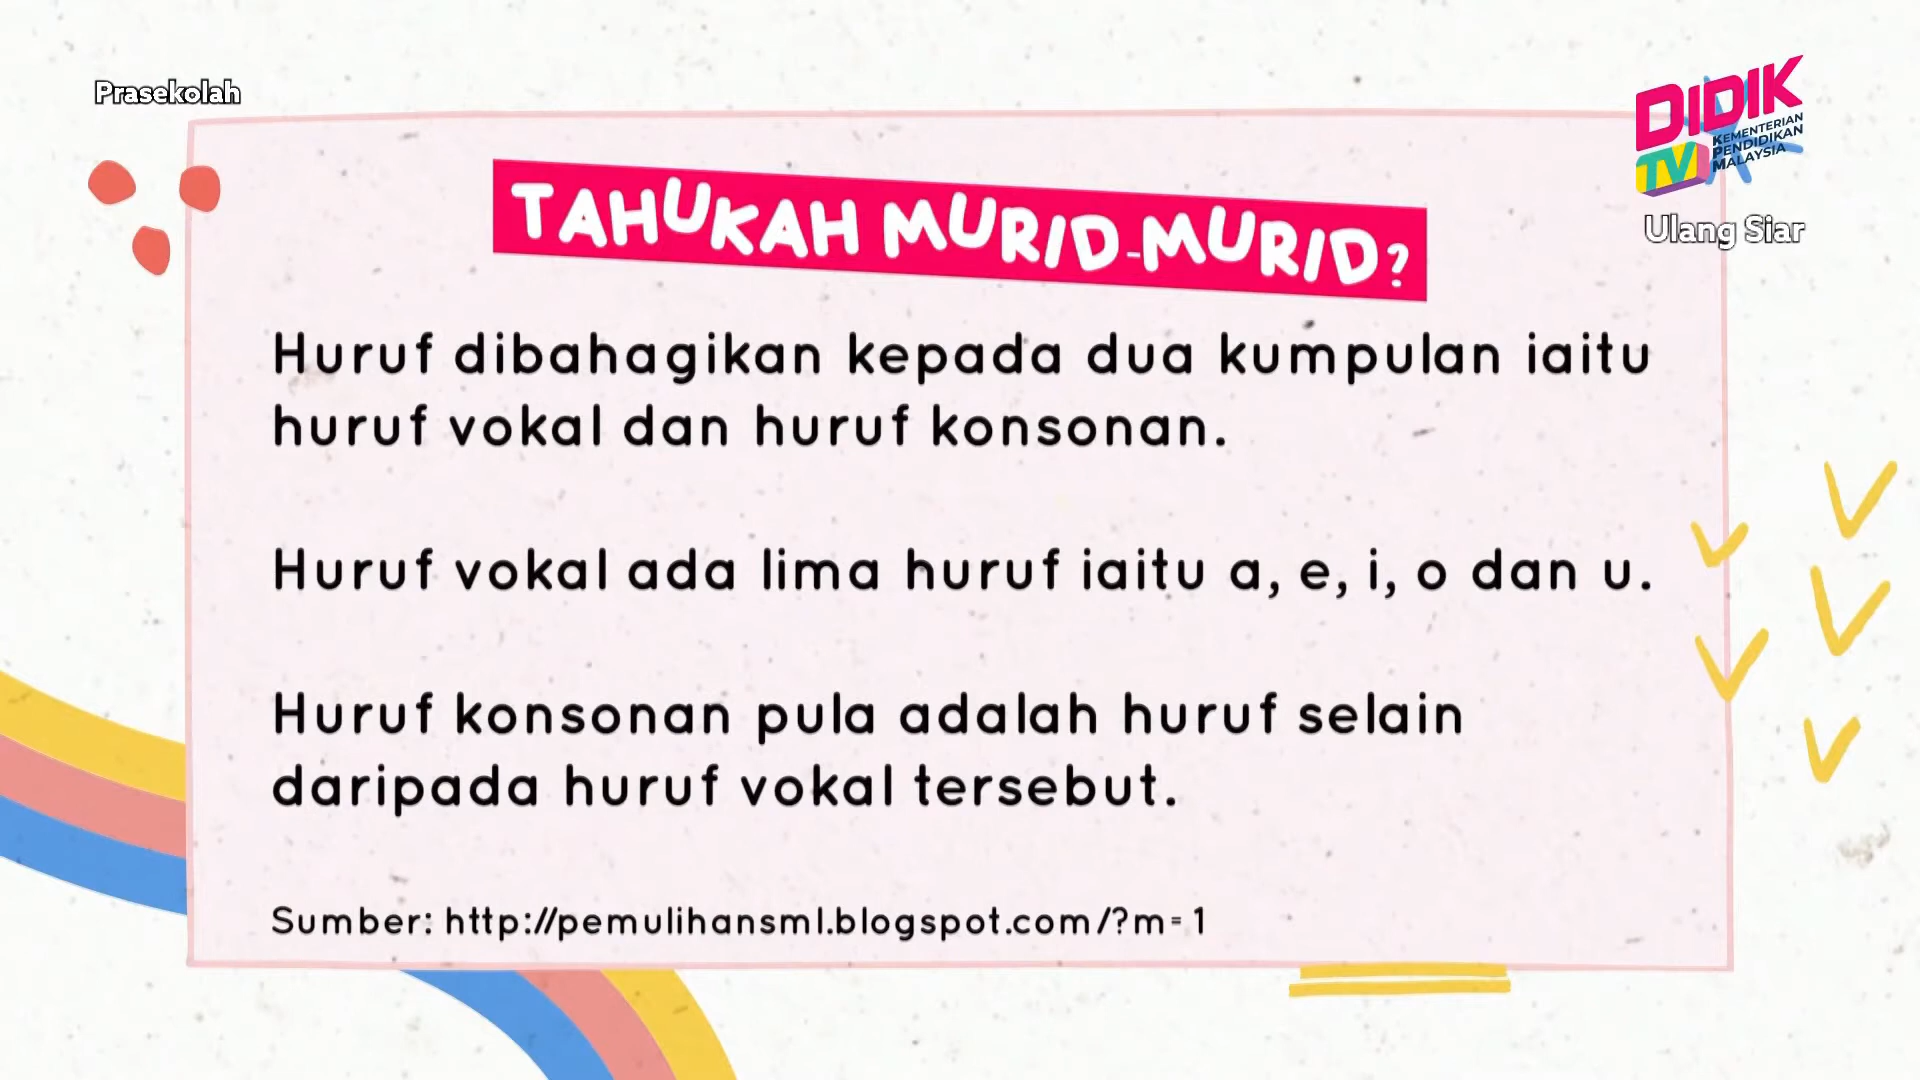 Prasekolah
DIDIK
TV
KEMENTERIAN
PENDIDIKAN
MALAYSIA
Ulang Siar
TAHUKAH MURID-MURID?
Huruf dibahagikan kepada dua kumpulan iaitu
huruf vokal dan huruf konsonan.
Huruf vokal ada lima huruf iaitu a, e, i, o dan u.
Huruf konsonan pula adalah huruf selain
daripada huruf vokal tersebut.
Sumber: http://pemulihansml.blogspot.com/?m=1